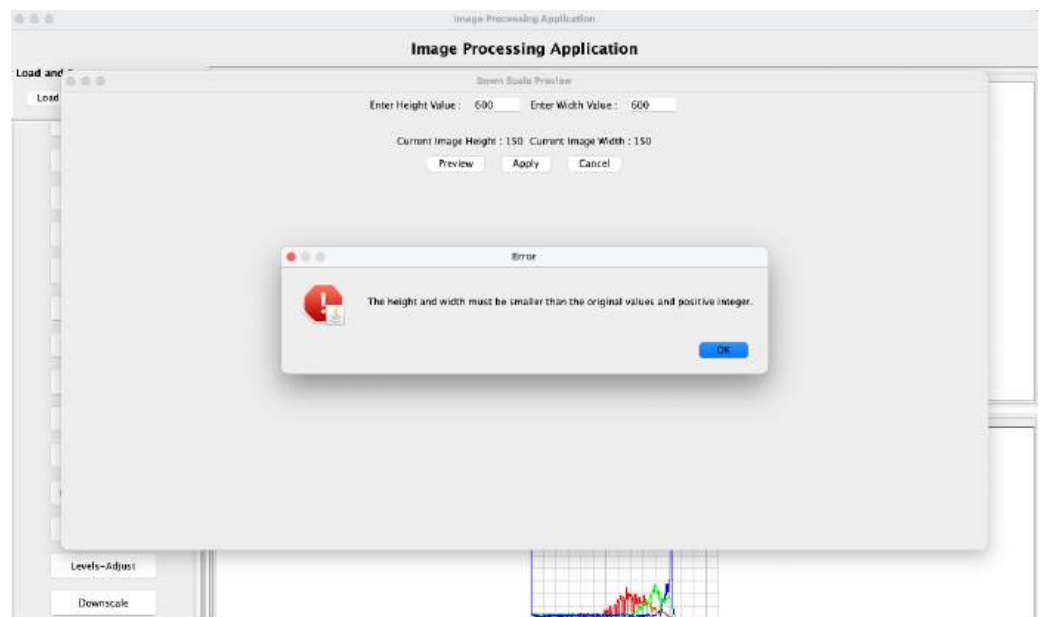 Image Processing Application
Image Processing Application
Load and
Load
Down Scale Preview
Enter Height Value : 600 Enter Width Value : 600
Current Image Height : 150 Current Image Width : 150
Preview Apply Cancel
Error
The height and width must be smaller than the original values and positive integer.
OK
Levels-Adjust
Downscale